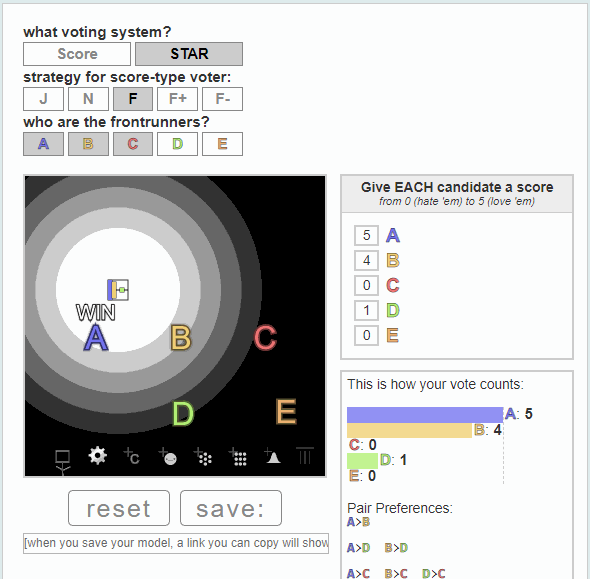 what voting system?
Score STAR
strategy for score-type voter:
J N F F+ F-
who are the frontrunners?
A B C D E
WIN
A B C
D E
C
reset save:
[when you save your model, a link you can copy will show
Give EACH candidate a score
from 0 (hate 'em) to 5 (love 'em)
5 A
4 B
0 C
1 D
0 E
This is how your vote counts:
A: 5
B: 4
C: 0
D: 1
E: 0
Pair Preferences:
A>B
A>D B>D
A>C B>C D>C